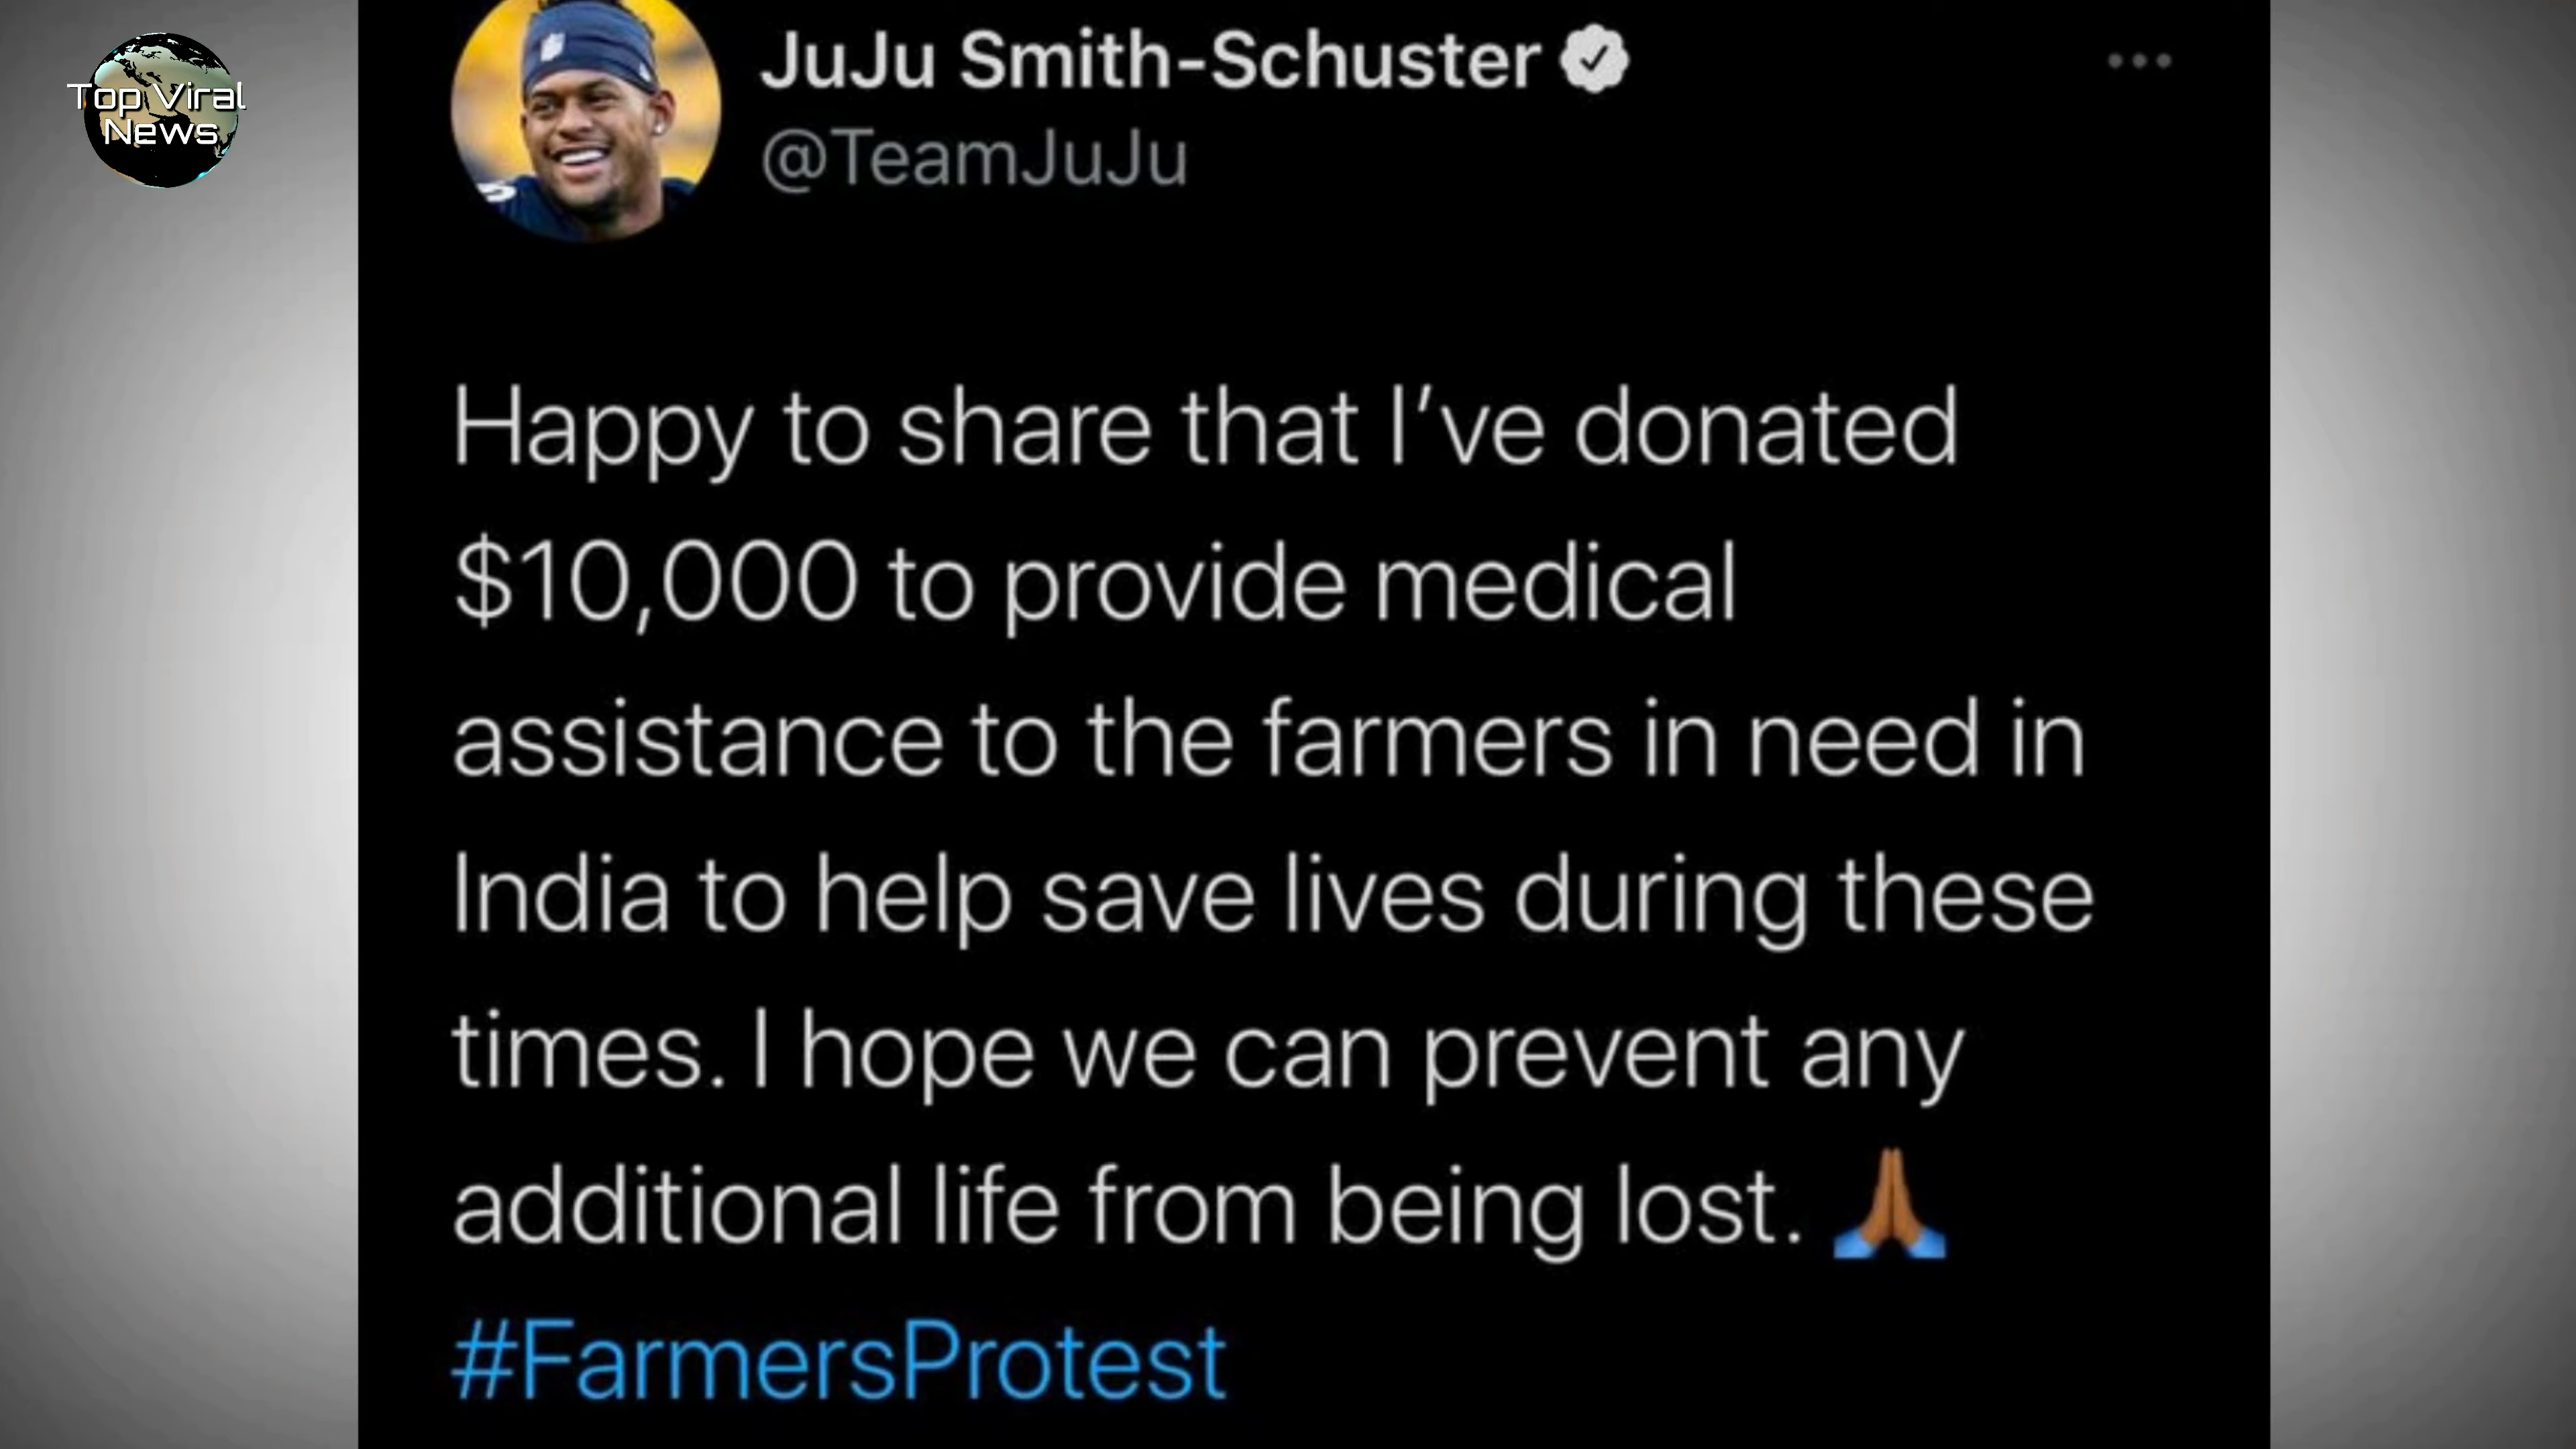 Top Viral
News
JuJu Smith-Schuster
@TeamJuJu
Happy to share that I've donated
$10,000 to provide medical
assistance to the farmers in need in
India to help save lives during these
times. I hope we can prevent any
additional life from being lost. 🙏🏾
#FarmersProtest